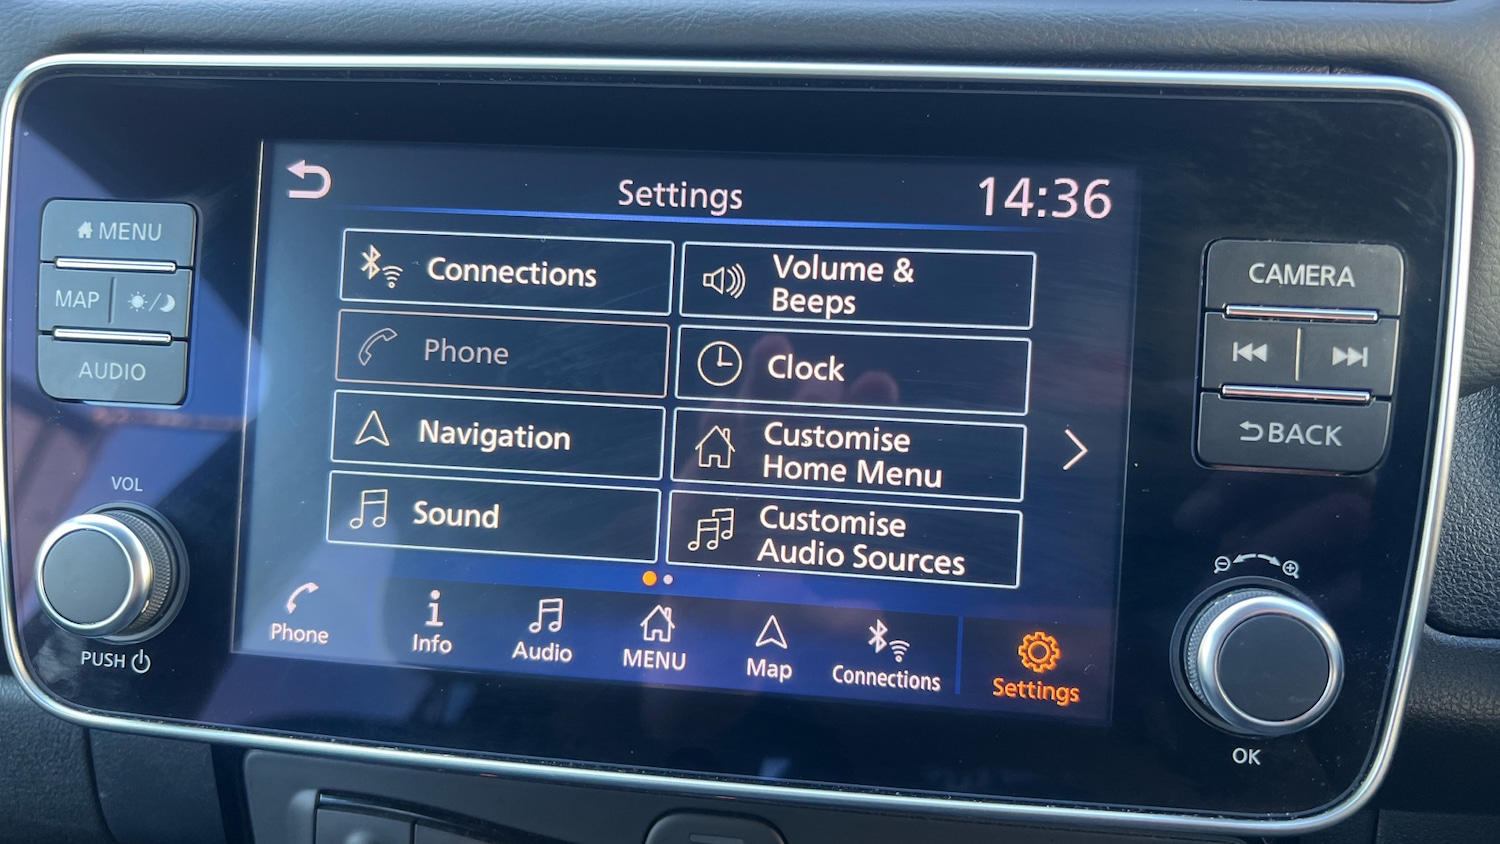 Settings
14:36
Connections
Volume &
Beeps
Phone
Clock
Navigation
Customise
Home Menu
Sound
Customise
Audio Sources
Phone
Info
Audio
MENU
Map
Connections
Settings
MENU
MAP
AUDIO
VOL
PUSH
CAMERA
BACK
OK